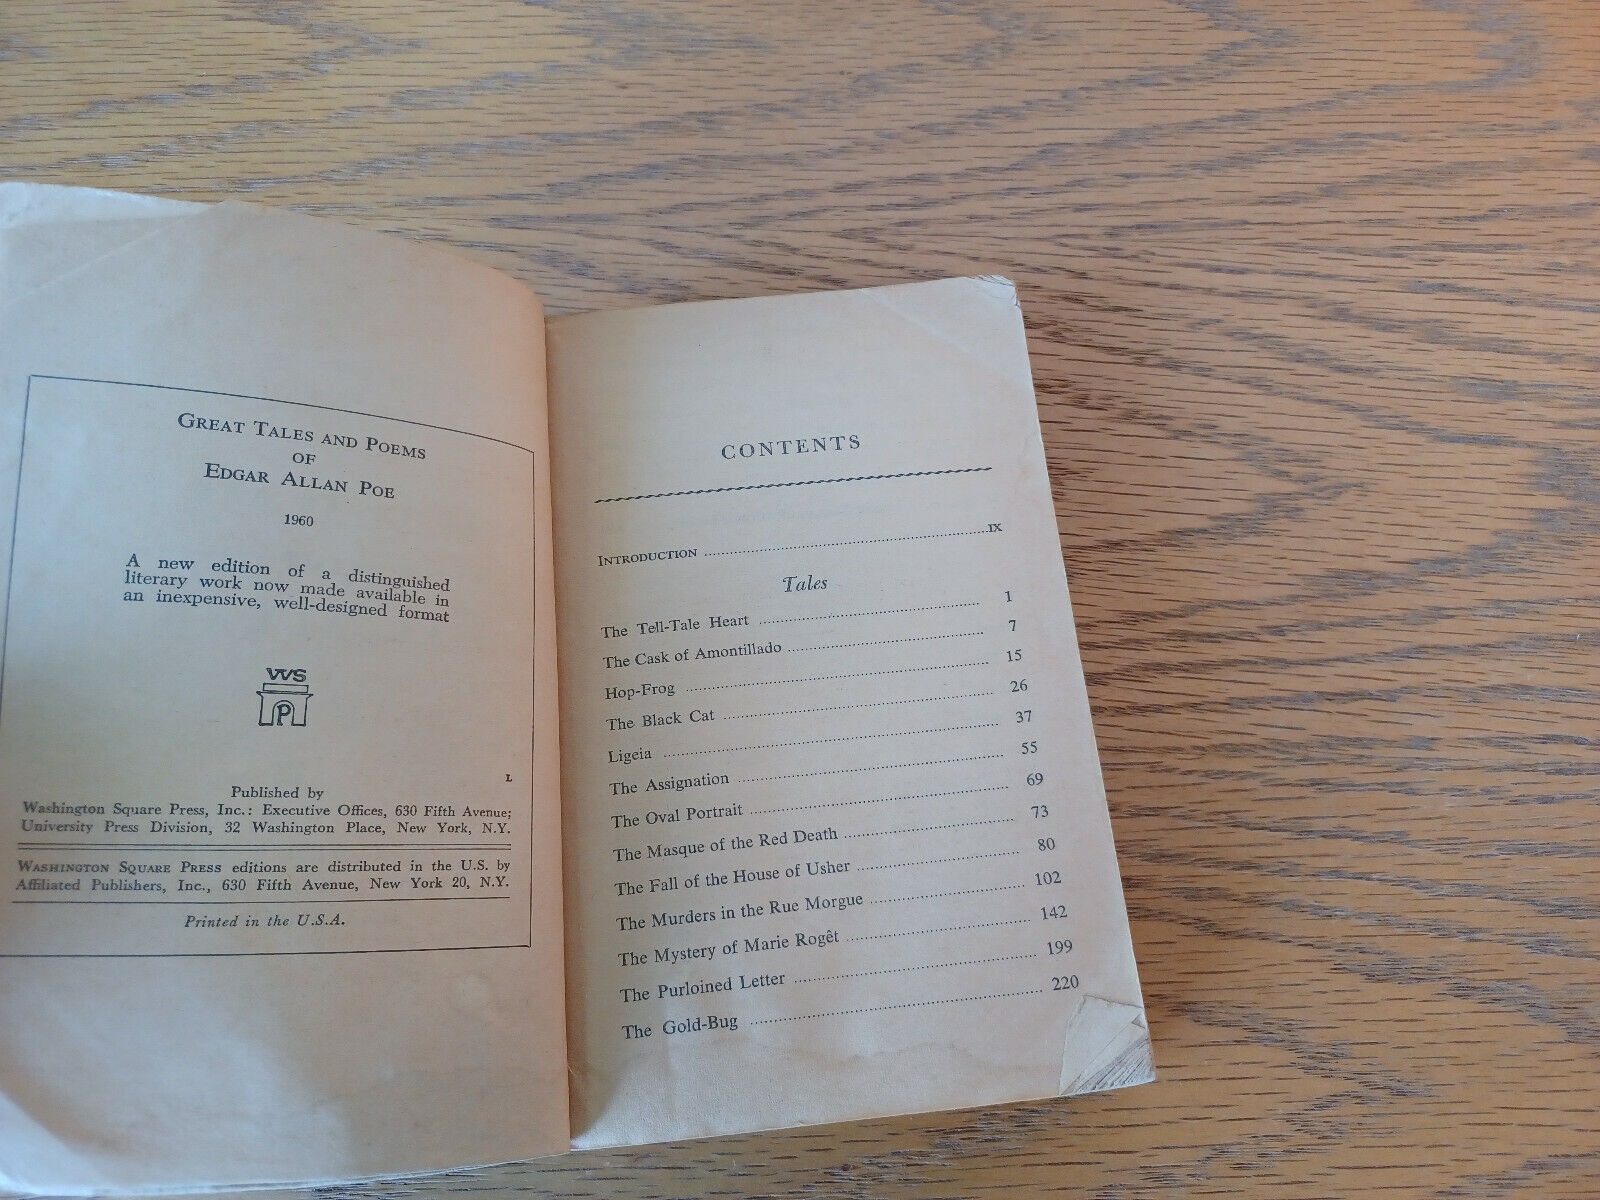 GREAT TALES AND POEMS
OF
EDGAR ALLAN POE
1960
A new edition of a distinguished
literary work now made available in
an inexpensive, well-designed format
WS
P
L
Published by
Washington Square Press, Inc.: Executive Offices, 630 Fifth Avenue;
University Press Division, 32 Washington Place, New York, N.Y.
WASHINGTON SQUARE PRESS editions are distributed in the U.S. by
Affiliated Publishers, Inc., 630 Fifth Avenue, New York 20, N.Y.
Printed in the U.S.A.
CONTENTS
INTRODUCTION ........................................ IX
Tales
The Tell-Tale Heart ........................................ 1
The Cask of Amontillado ........................................ 7
Hop-Frog ........................................ 15
The Black Cat ........................................ 26
Ligeia ........................................ 37
The Assignation ........................................ 55
The Oval Portrait ........................................ 69
The Masque of the Red Death ........................................ 73
The Fall of the House of Usher ........................................ 80
The Murders in the Rue Morgue ........................................ 102
The Mystery of Marie Rogêt ........................................ 142
The Purloined Letter ........................................ 199
The Gold-Bug ........................................ 220